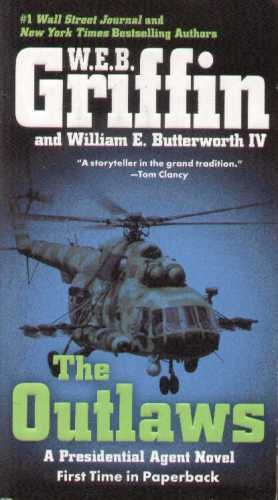 #1 Wall Street Journal and
New York Times Bestselling Authors
W.E.B.
Griffin
and William E. Butterworth IV
"A storyteller in the grand tradition."
—Tom Clancy
The
Outlaws
A Presidential Agent Novel
First Time in Paperback